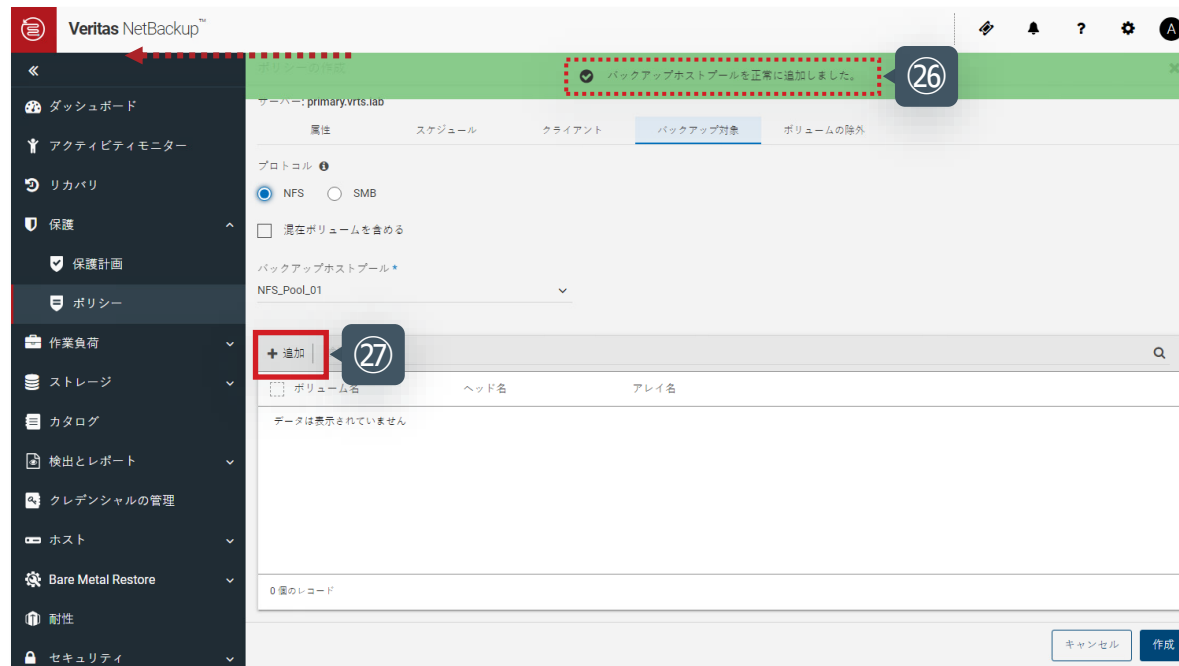 Veritas NetBackup™
A
ポリシーの作成
バックアップホストプールを正常に追加しました。
㉖
サーバー: primary.vrts.lab
属性 スケジュール クライアント バックアップ対象 ボリュームの除外
プロトコル
NFS SMB
混在ボリュームを含める
バックアップホストプール *
NFS_Pool_01
追加
㉗
ボリューム名 ヘッド名 アレイ名
データは表示されていません
0 個のレコード
キャンセル 作成
ダッシュボード
アクティビティモニター
リカバリ
保護
保護計画
ポリシー
作業負荷
ストレージ
カタログ
検出とレポート
クレデンシャルの管理
ホスト
Bare Metal Restore
耐性
セキュリティ